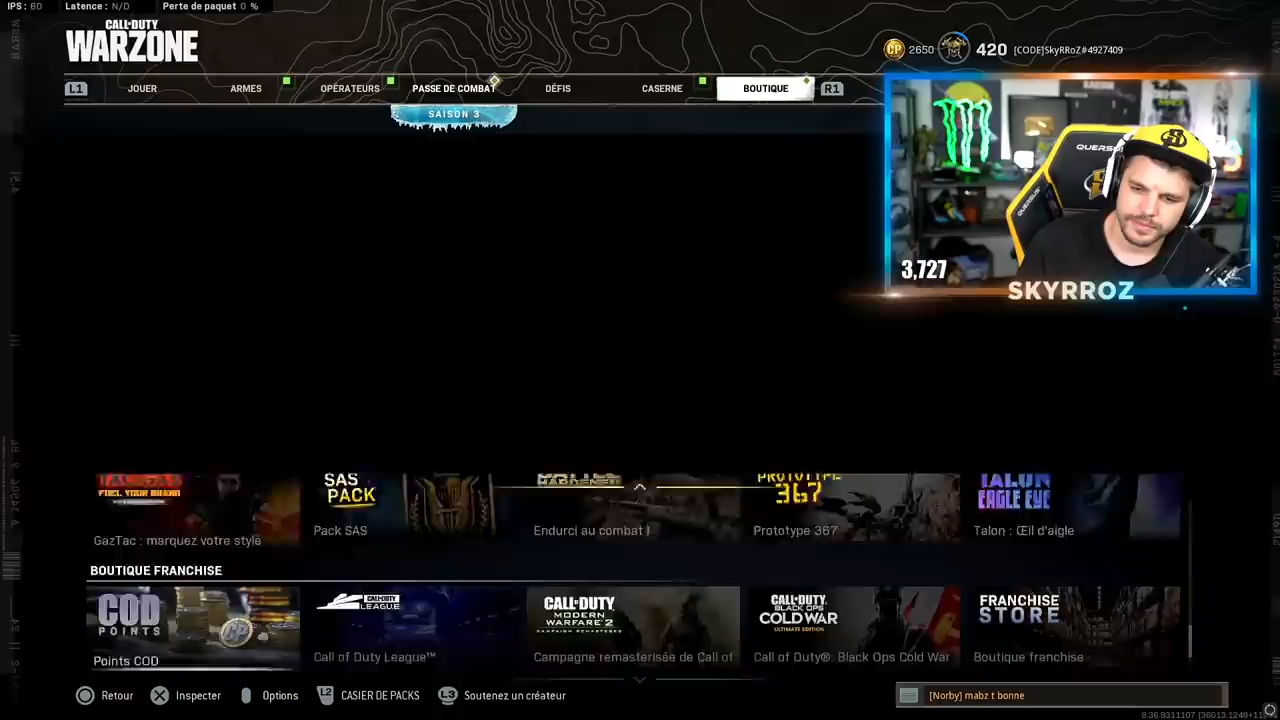 IPS : 60 Latence : N/D Perte de paquet 0 %
CALL OF DUTY
WARZONE
CP 2650 420 [CODE]SkyRRoZ#4927409
L1 JOUER ARMES OPÉRATEURS PASSE DE COMBAT DÉFIS CASERNE BOUTIQUE R1
SAISON 3
QUERSUS
QUERSUS
3,727
SKYRROZ
SAS
PACK
PROTOTYPE
367
TALON
EAGLE EYE
GazTac : marquez votre style
Pack SAS
Endurci au combat !
Prototype 367
Talon : Œil d'aigle
BOUTIQUE FRANCHISE
COD
POINTS
CP
CALL OF DUTY
LEAGUE
CALL OF DUTY
MODERN
WARFARE 2
CAMPAIGN REMASTERED
CALL OF DUTY
BLACK OPS
COLD WAR
ULTIMATE EDITION
FRANCHISE
STORE
Points COD
Call of Duty League™
Campagne remasterisée de Call of
Call of Duty®: Black Ops Cold War
Boutique franchise
Retour Inspecter Options L2 CASIER DE PACKS L3 Soutenez un créateur
[Norby] mabz t bonne